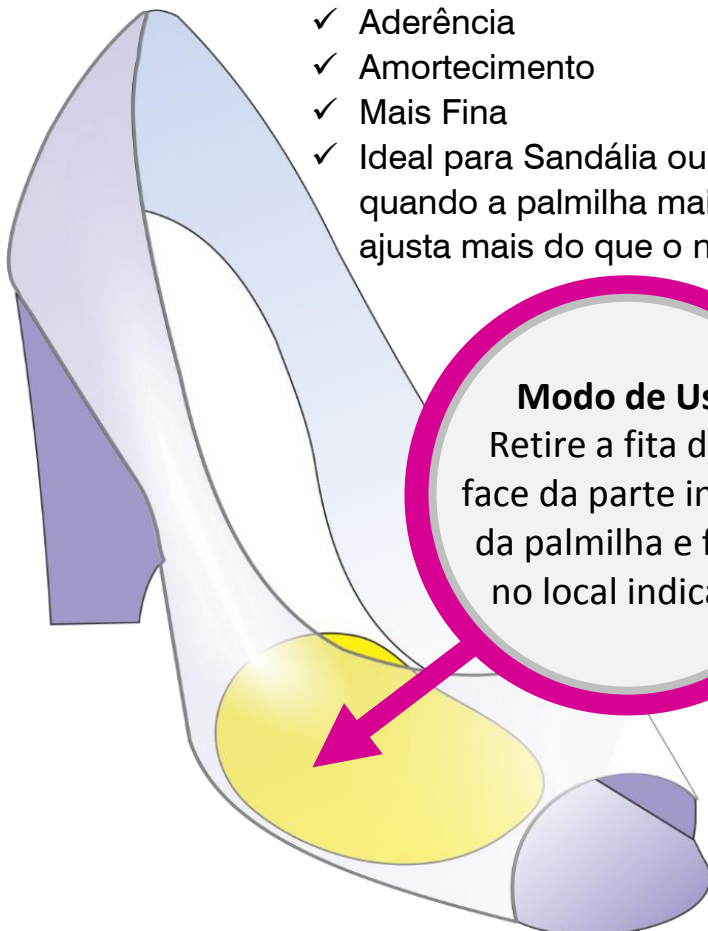 ✓ Aderência
✓ Amortecimento
✓ Mais Fina
✓ Ideal para Sandália ou
quando a palmilha mai
ajusta mais do que o n
Modo de Us
Retire a fita d
face da parte in
da palmilha e f
no local indica